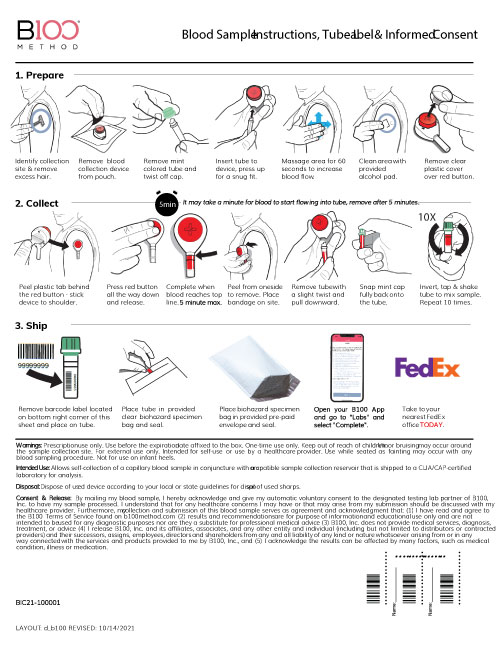 B100
METHOD
Blood Sample Instructions, Tube Label & Informed Consent
1. Prepare
Identify collection site & remove excess hair.
Remove blood collection device from pouch.
Remove mint colored tube and twist off cap.
Insert tube to device, press up for a snug fit.
Massage area for 60 seconds to increase blood flow.
Clean area with provided alcohol pad.
Remove clear plastic cover over red button.
2. Collect
5min
It may take a minute for blood to start flowing into tube, remove after 5 minutes.
10X
Peel plastic tab behind the red button - stick device to shoulder.
Press red button all the way down and release.
Complete when blood reaches top line. 5 minute max.
Peel from one side to remove. Place bandage on site.
Remove tube with a slight twist and pull downward.
Snap mint cap fully back onto the tube.
Invert, tap & shake tube to mix sample. Repeat 10 times.
3. Ship
99999999
FedEx
Remove barcode label located on bottom right corner of this sheet and place on tube.
Place tube in provided clear biohazard specimen bag and seal.
Place biohazard specimen bag in provided pre-paid envelope and seal.
Open your B100 App and go to "Labs" and select "Complete".
Take to your nearest FedEx office TODAY.
Warnings: Prescription use only. Use before the expiration date affixed to the box. One-time use only. Keep out of reach of children. Minor bruising may occur around
the sample collection site. For external use only. Intended for self-use or use by a healthcare provider. Use while seated as fainting may occur with any
blood sampling procedure. Not for use on infant heels.
Intended Use: Allows self-collection of a capillary blood sample in conjunction with a compatible sample collection reservoir that is shipped to a CLIA/CAP-certified
laboratory for analysis.
Disposal: Dispose of used device according to your local or state guidelines for disposal of used sharps.
Consent & Release: By mailing my blood sample, I hereby acknowledge and give my automatic voluntary consent to the designated testing lab partner of B100,
Inc. to have my sample processed. I understand that for any healthcare concerns I may have or that may arise from my submission should be discussed with my
healthcare provider. Furthermore, my collection and submission of this blood sample serves as agreement and acknowledgment that: (1) I have read and agree to
the B100 Terms of Service found on b100method.com (2) results and recommendations are for purpose of information and educational use only and are not
intended to be used for any diagnostic purposes nor are they a substitute for professional medical advice (3) B100, Inc. does not provide medical services, diagnosis,
treatment, or advice (4) I release B100, Inc. and its affiliates, associates, and any other entity and individual (including but not limited to distributors or contracted
providers) and their successors, assigns, employees, directors and shareholders from any and all liability of any kind or nature whatsoever arising from or in any
way connected with the services and products provided to me by B100, Inc., and (5) I acknowledge the results can be affected by many factors, such as medical
condition, illness or medication.
Name:
Name:
BIC21-100001
LAYOUT: d_b100 REVISED: 10/14/2021